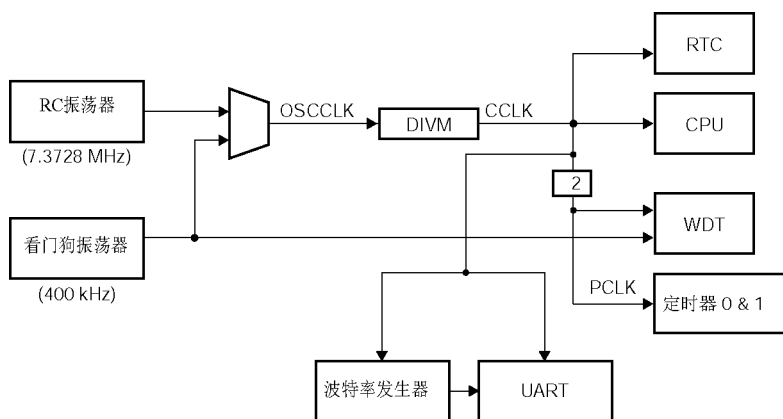 RTC
RC振荡器
OSCCLK
DIVM
CCLK
CPU
(7.3728 MHz)
2
看门狗振荡器
WDT
(400 kHz)
PCLK
定时器 0 & 1
波特率发生器
UART